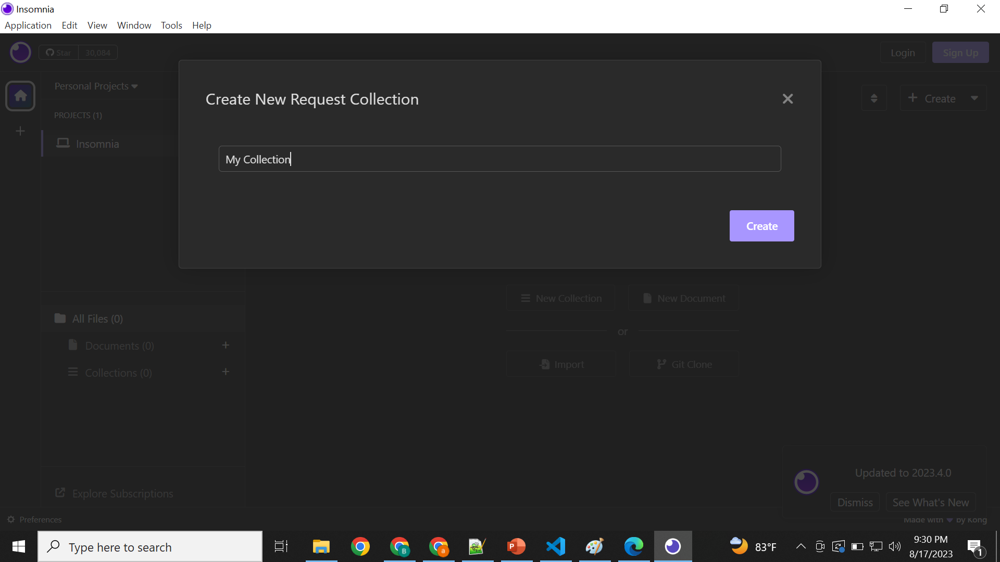 Insomnia
Application Edit View Window Tools Help
Star 30,084
Login Sign Up
Personal Projects
Create
PROJECTS (1)
Insomnia
Create New Request Collection
My Collection
Create
New Collection New Document
or
Import Git Clone
All Files (0)
Documents (0)
Collections (0)
Explore Subscriptions
Updated to 2023.4.0
Dismiss See What's New
Preferences
Made with by Kong
Type here to search
B
a
P
83°F
9:30 PM
8/17/2023
1